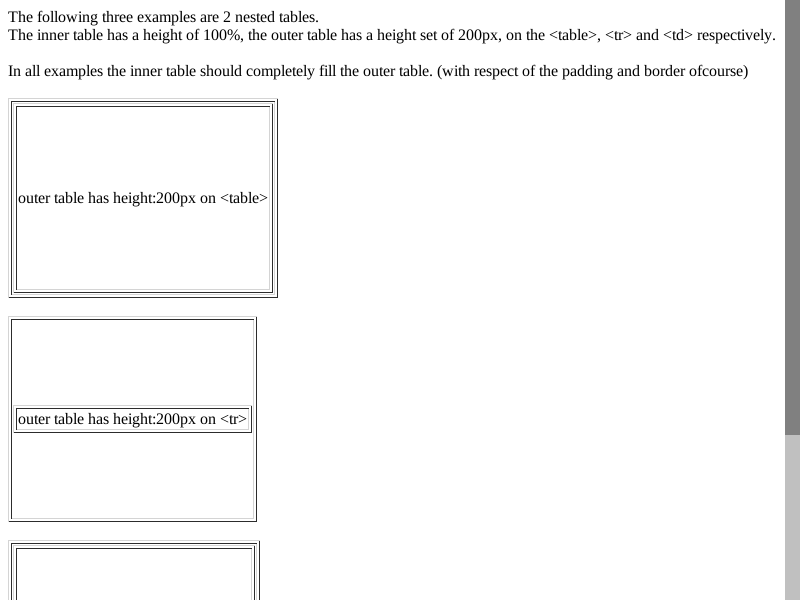 The following three examples are 2 nested tables.
The inner table has a height of 100%, the outer table has a height set of 200px, on the <table>, <tr> and <td> respectively.
In all examples the inner table should completely fill the outer table. (with respect of the padding and border ofcourse)
outer table has height:200px on <table>
outer table has height:200px on <tr>